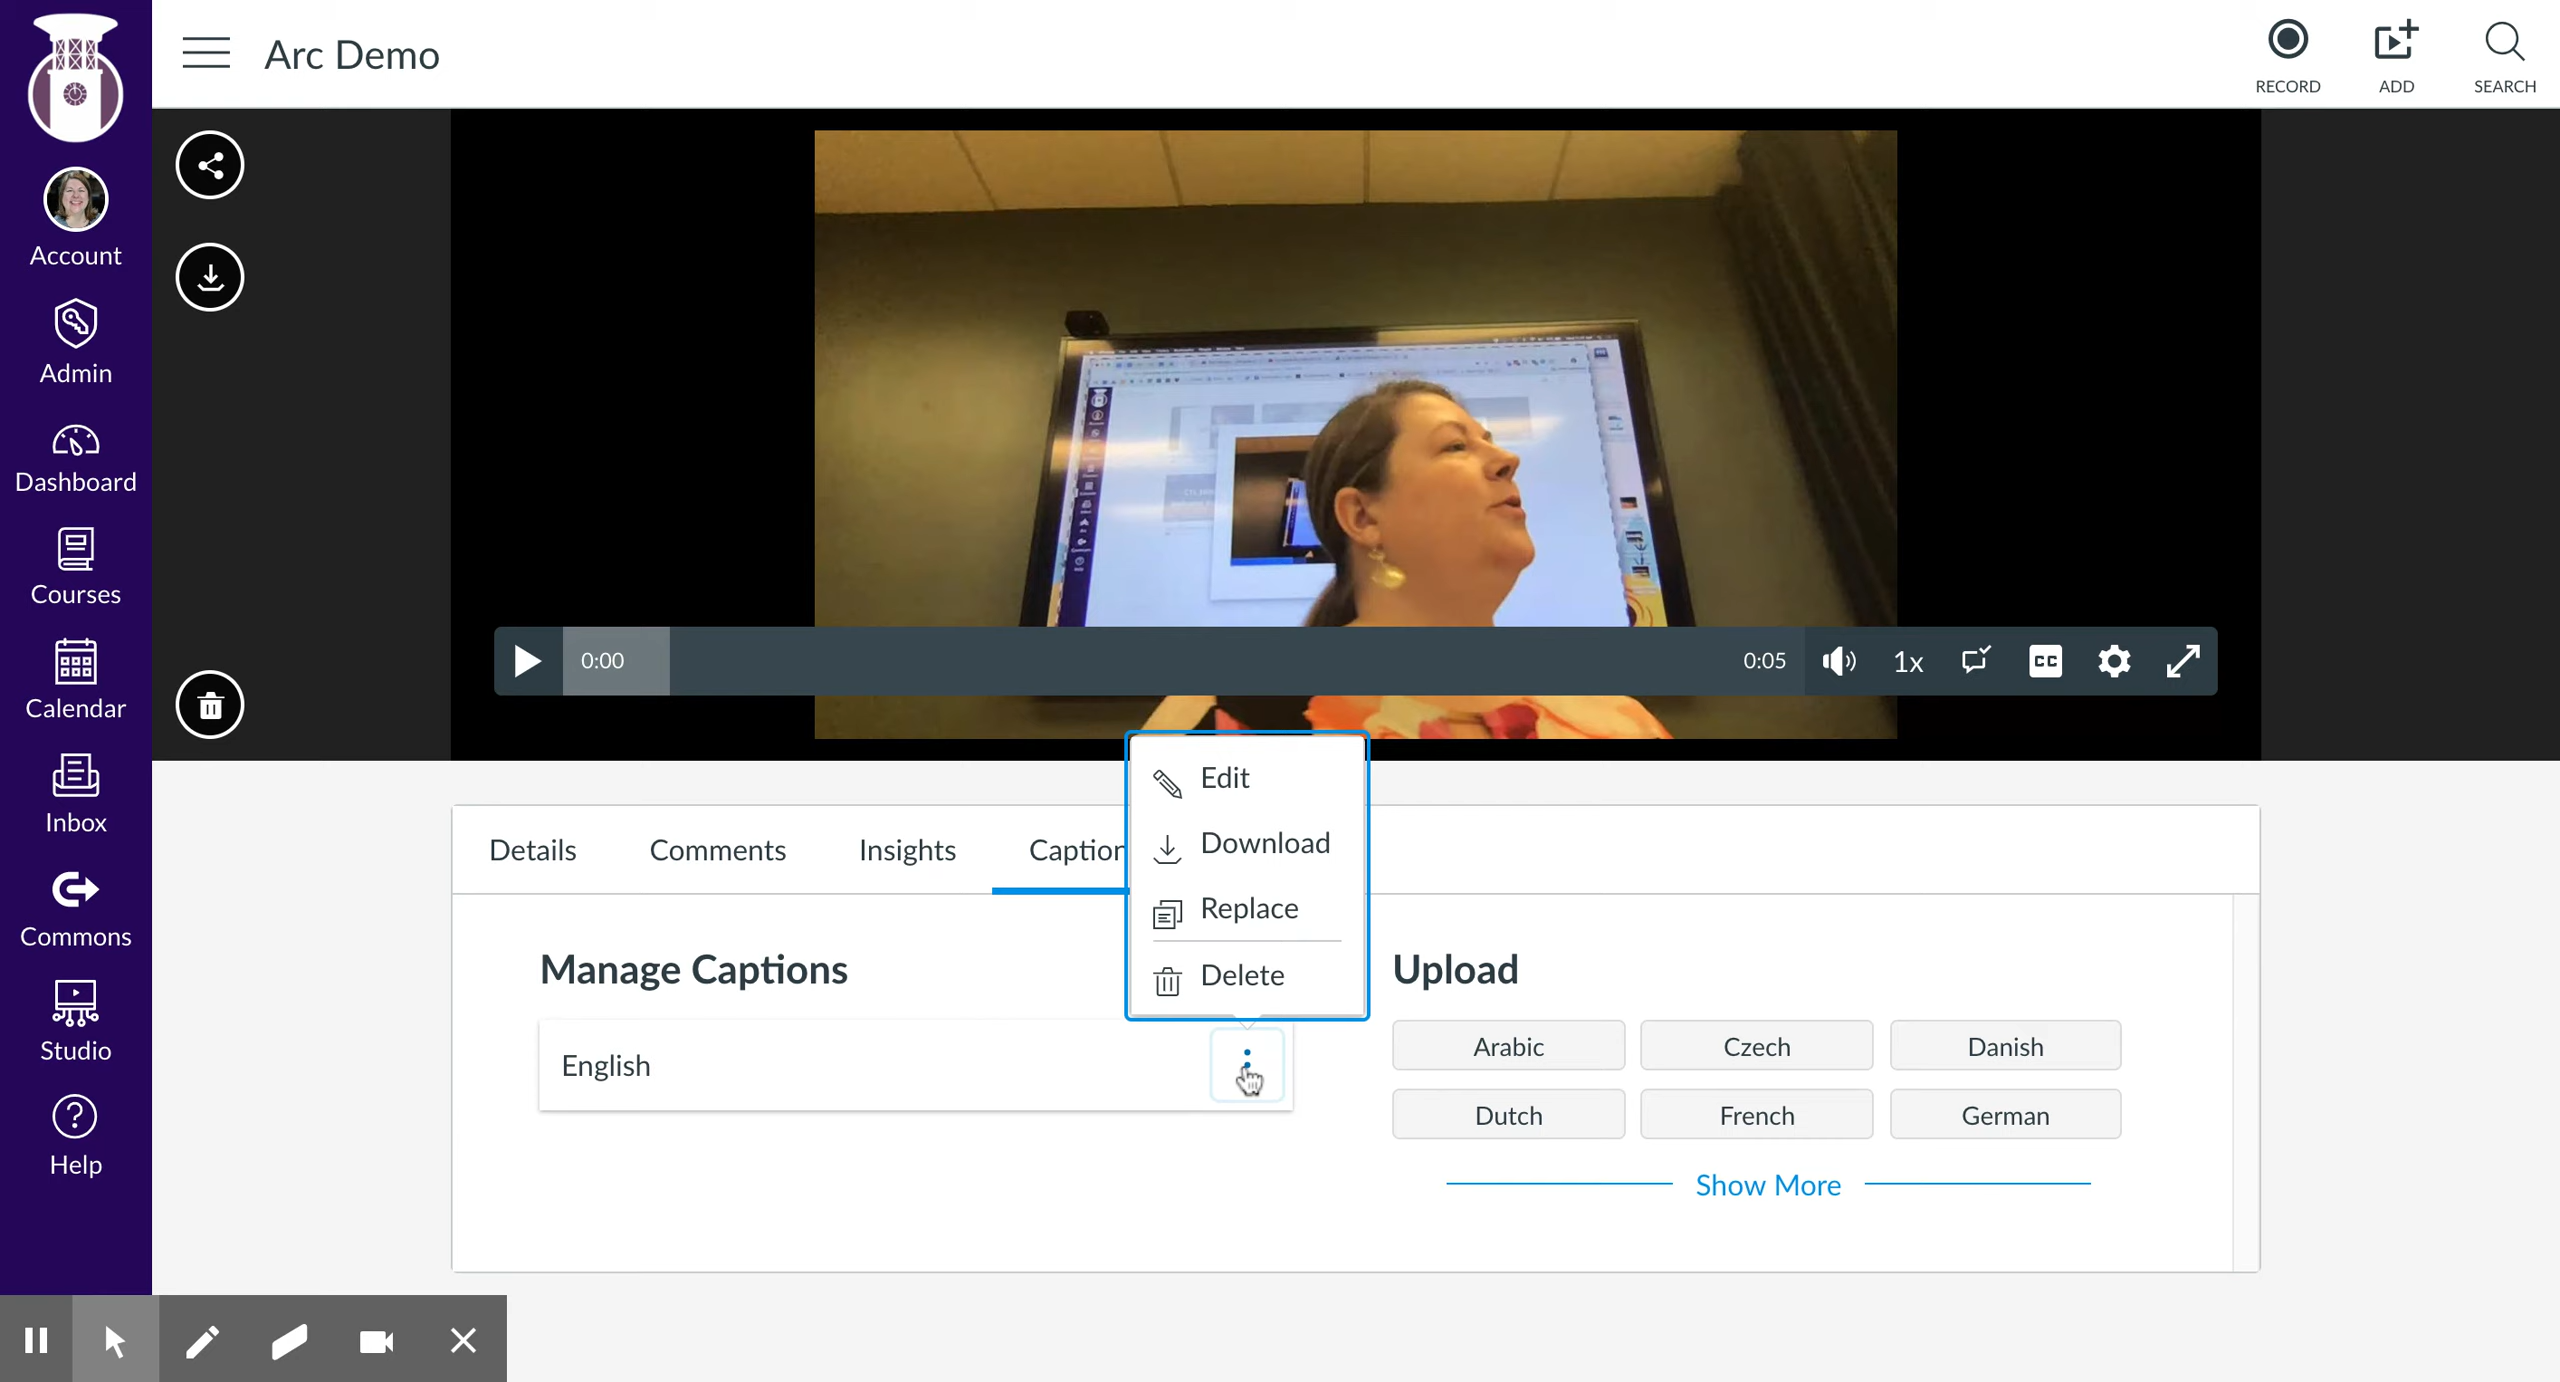 Arc Demo
RECORD
ADD
SEARCH
Account
Admin
Dashboard
Courses
Calendar
Inbox
Commons
Studio
Help
0:00
0:05
1x
CC
Edit
Download
Replace
Delete
Details
Comments
Insights
Caption
Manage Captions
English
Upload
Arabic
Czech
Danish
Dutch
French
German
Show More